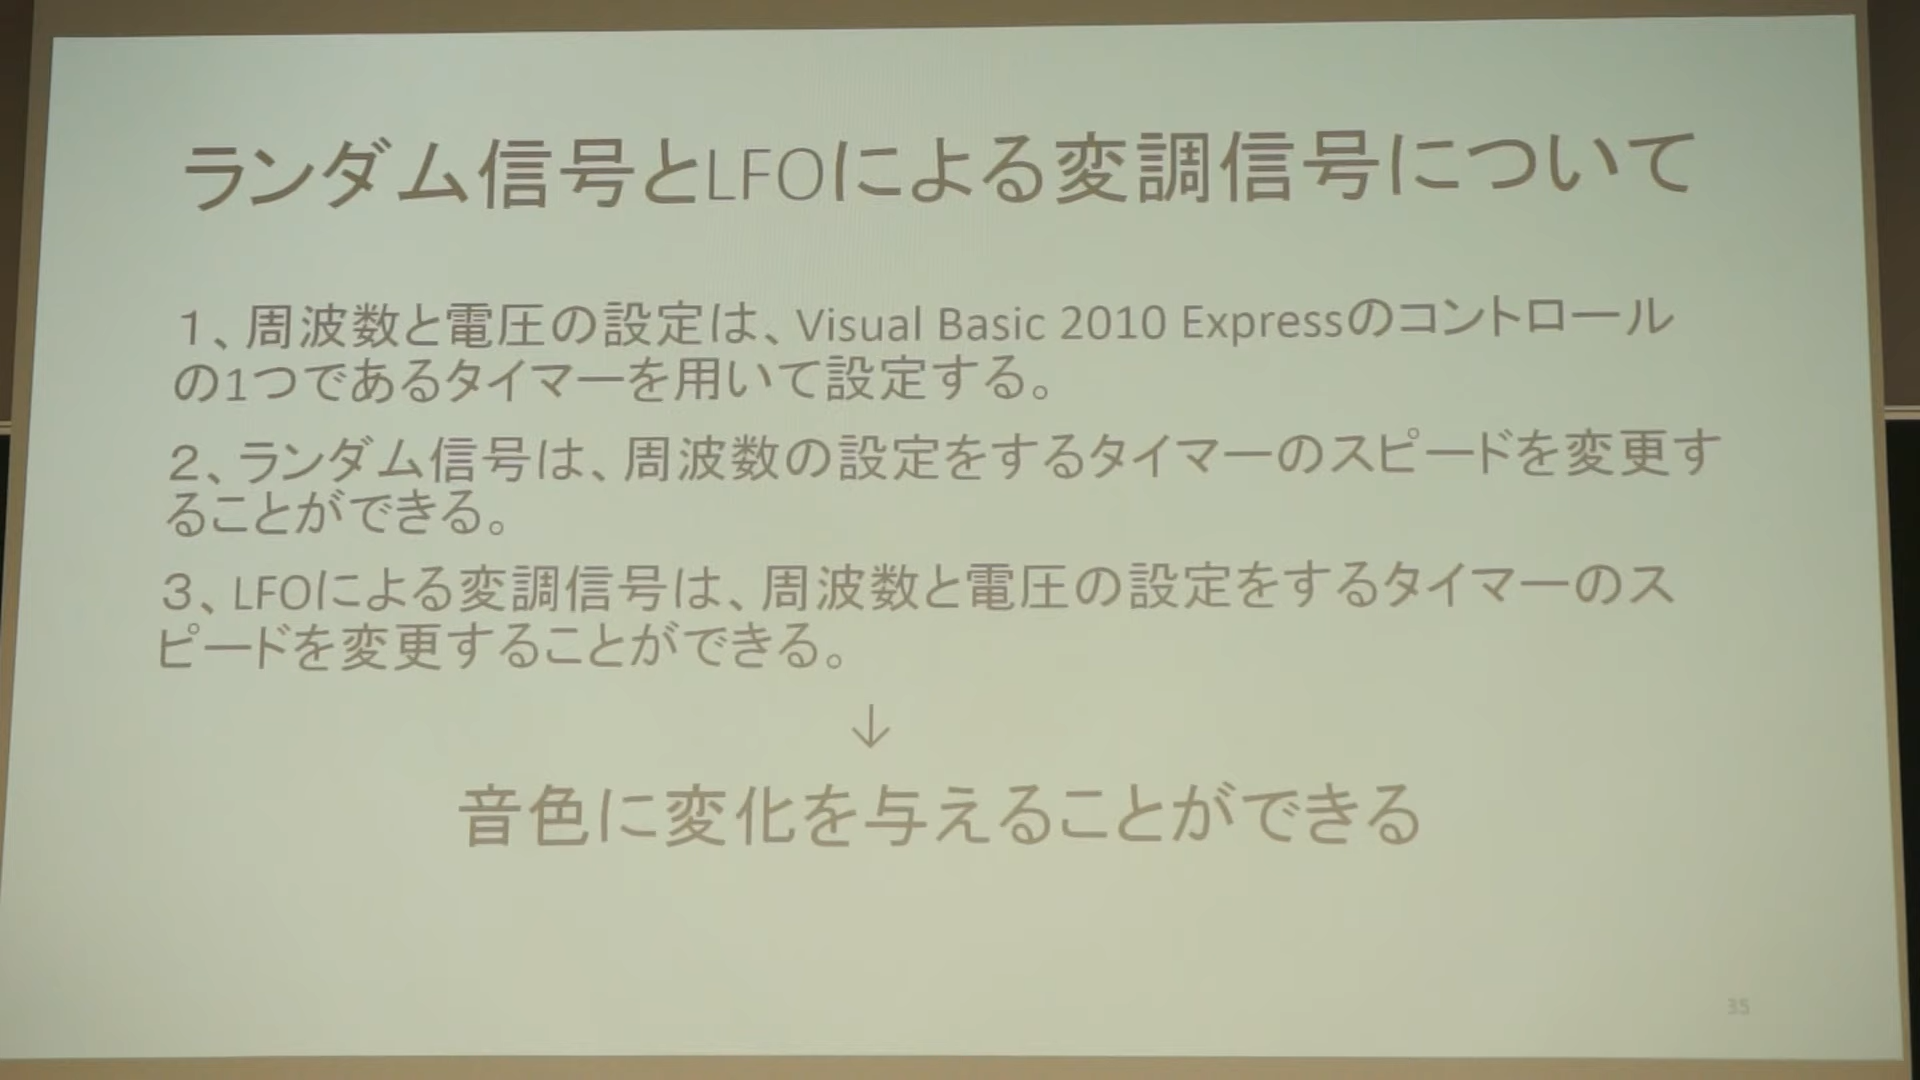 ランダム信号とLFOによる変調信号について
１、周波数と電圧の設定は、Visual Basic 2010 Expressのコントロール
の1つであるタイマーを用いて設定する。
２、ランダム信号は、周波数の設定をするタイマーのスピードを変更す
ることができる。
３、LFOによる変調信号は、周波数と電圧の設定をするタイマーのス
ピードを変更することができる。
↓
音色に変化を与えることができる
35